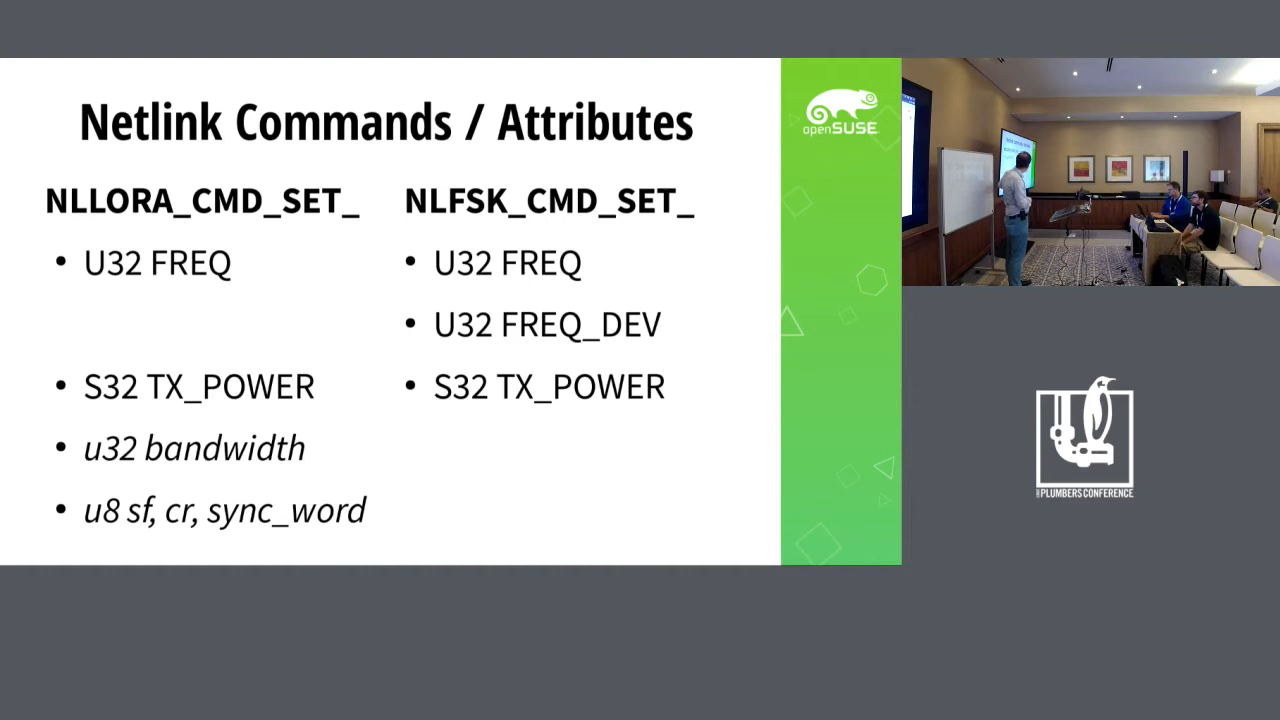 Netlink Commands / Attributes
openSUSE
NLLORA_CMD_SET_
• U32 FREQ
• S32 TX_POWER
• u32 bandwidth
• u8 sf, cr, sync_word
NLFSK_CMD_SET_
• U32 FREQ
• U32 FREQ_DEV
• S32 TX_POWER
PLUMBERS CONFERENCE